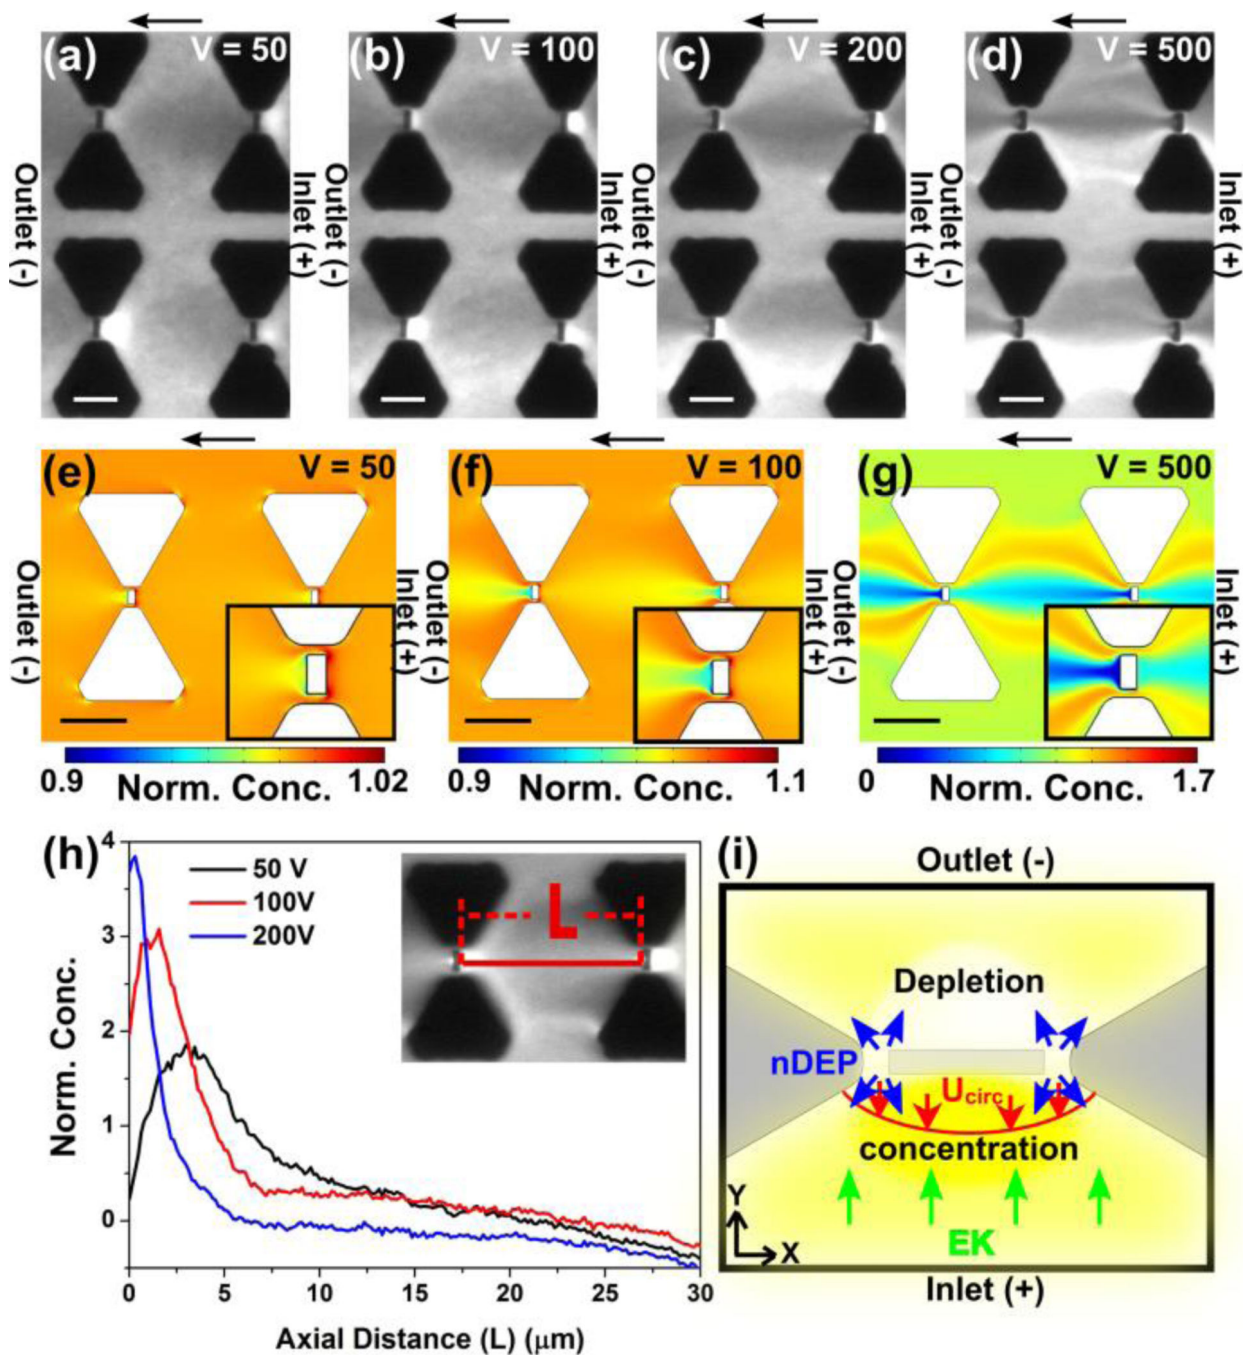 (a) V = 50
(b) V = 100
(c) V = 200
(d) V = 500
Outlet (-)
Inlet (+)
Outlet (-)
Inlet (+)
Outlet (-)
Inlet (+)
Outlet (-)
Inlet (+)
(e) V = 50
(f) V = 100
(g) V = 500
Outlet (-)
Inlet (+)
Outlet (-)
Inlet (+)
Outlet (-)
Inlet (+)
0.9 Norm. Conc. 1.02
0.9 Norm. Conc. 1.1
0 Norm. Conc. 1.7
(h)
50 V
100V
200V
L
4
3
2
1
0
Norm. Conc.
0 5 10 15 20 25 30
Axial Distance (L) (μm)
(i) Outlet (-)
Depletion
nDEP
Ucirc
concentration
EK
Y
X
Inlet (+)